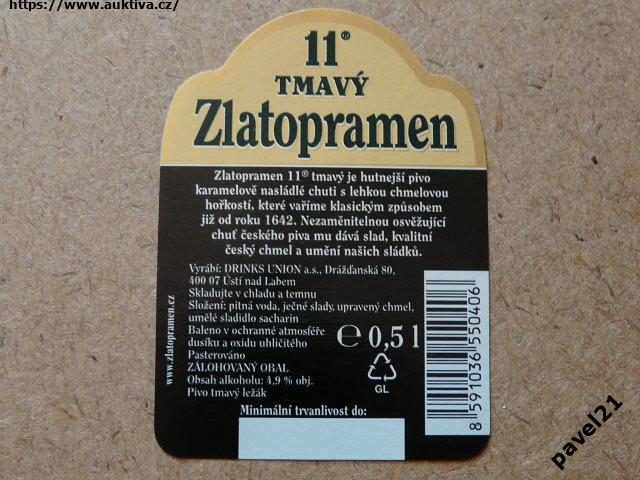 https://www.auktiva.cz/
11®
TMAVÝ
Zlatopramen
Zlatopramen 11® tmavý je hutnejší pivo
karamelově nasládlé chuti s lehkou chmelovou
hořkostí, které vaříme klasickým způsobem
již od roku 1642. Nezaměnitelnou osvěžující
chuť českého piva mu dává slad, kvalitní
český chmel a umění našich sládků.
Vyrábí: DRINKS UNION a.s., Drážďanská 80,
400 07 Ústí nad Labem
Skladujte v chladu a temnu
Složení: pitná voda, ječné slady, upravený chmel,
umělé sladidlo sacharin
Baleno v ochranné atmosféře
dusíku a oxidu uhličitého
Pasterováno
ZÁLOHOVANÝ OBAL
Obsah alkoholu: 4,9 % obj.
Pivo tmavý ležák
Minimální trvanlivost do:
www.zlatopramen.cz
℮ 0,5 l
GL
8 591036 550406
pavel21